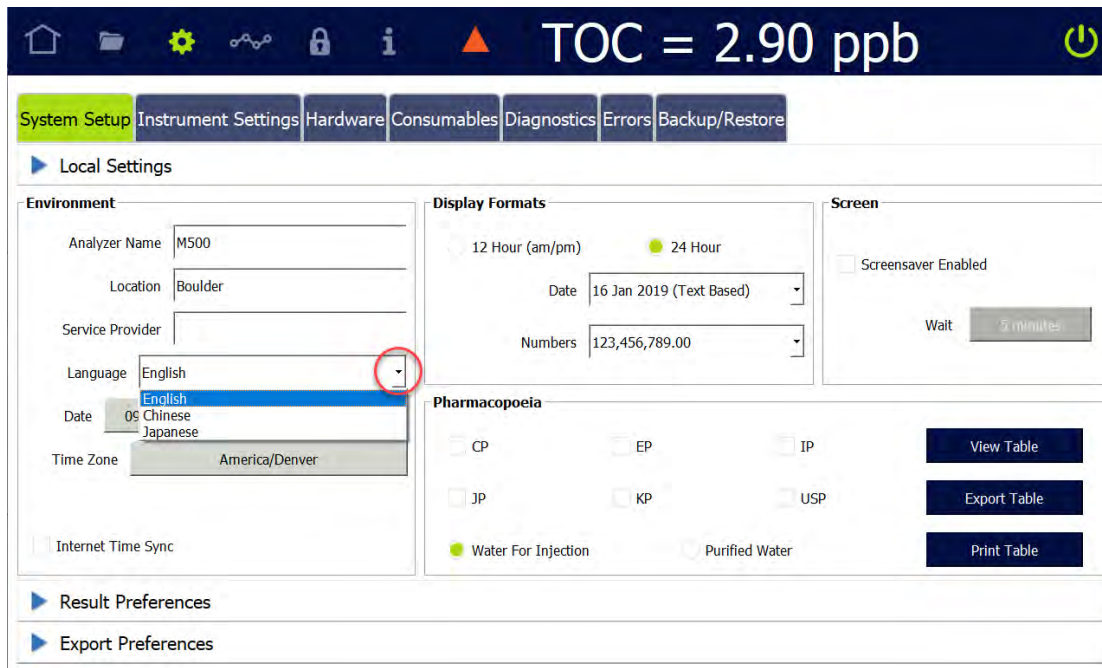 TOC = 2.90 ppb
System Setup Instrument Settings Hardware Consumables Diagnostics Errors Backup/Restore
Local Settings
Environment
Analyzer Name M500
Location Boulder
Service Provider
Language English
English
Chinese
Japanese
Date 09
Time Zone America/Denver
Internet Time Sync
Display Formats
12 Hour (am/pm) 24 Hour
Date 16 Jan 2019 (Text Based)
Numbers 123,456,789.00
Screen
Screensaver Enabled
Wait 5 minutes
Pharmacopoeia
CP EP IP View Table
JP KP USP Export Table
Water For Injection Purified Water Print Table
Result Preferences
Export Preferences